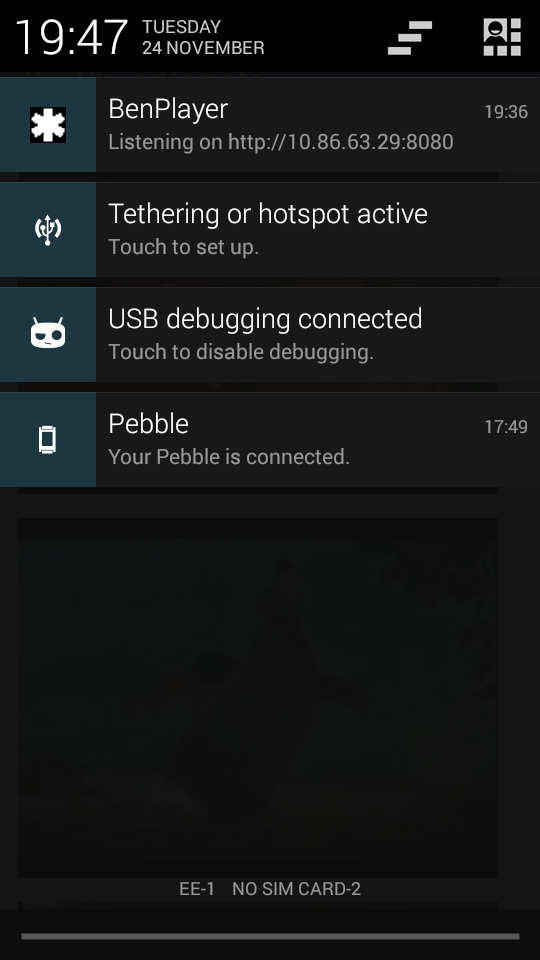 19:47
TUESDAY
24 NOVEMBER
BenPlayer 19:36
Listening on http://10.86.63.29:8080
Tethering or hotspot active
Touch to set up.
USB debugging connected
Touch to disable debugging.
Pebble 17:49
Your Pebble is connected.
EE-1 NO SIM CARD-2